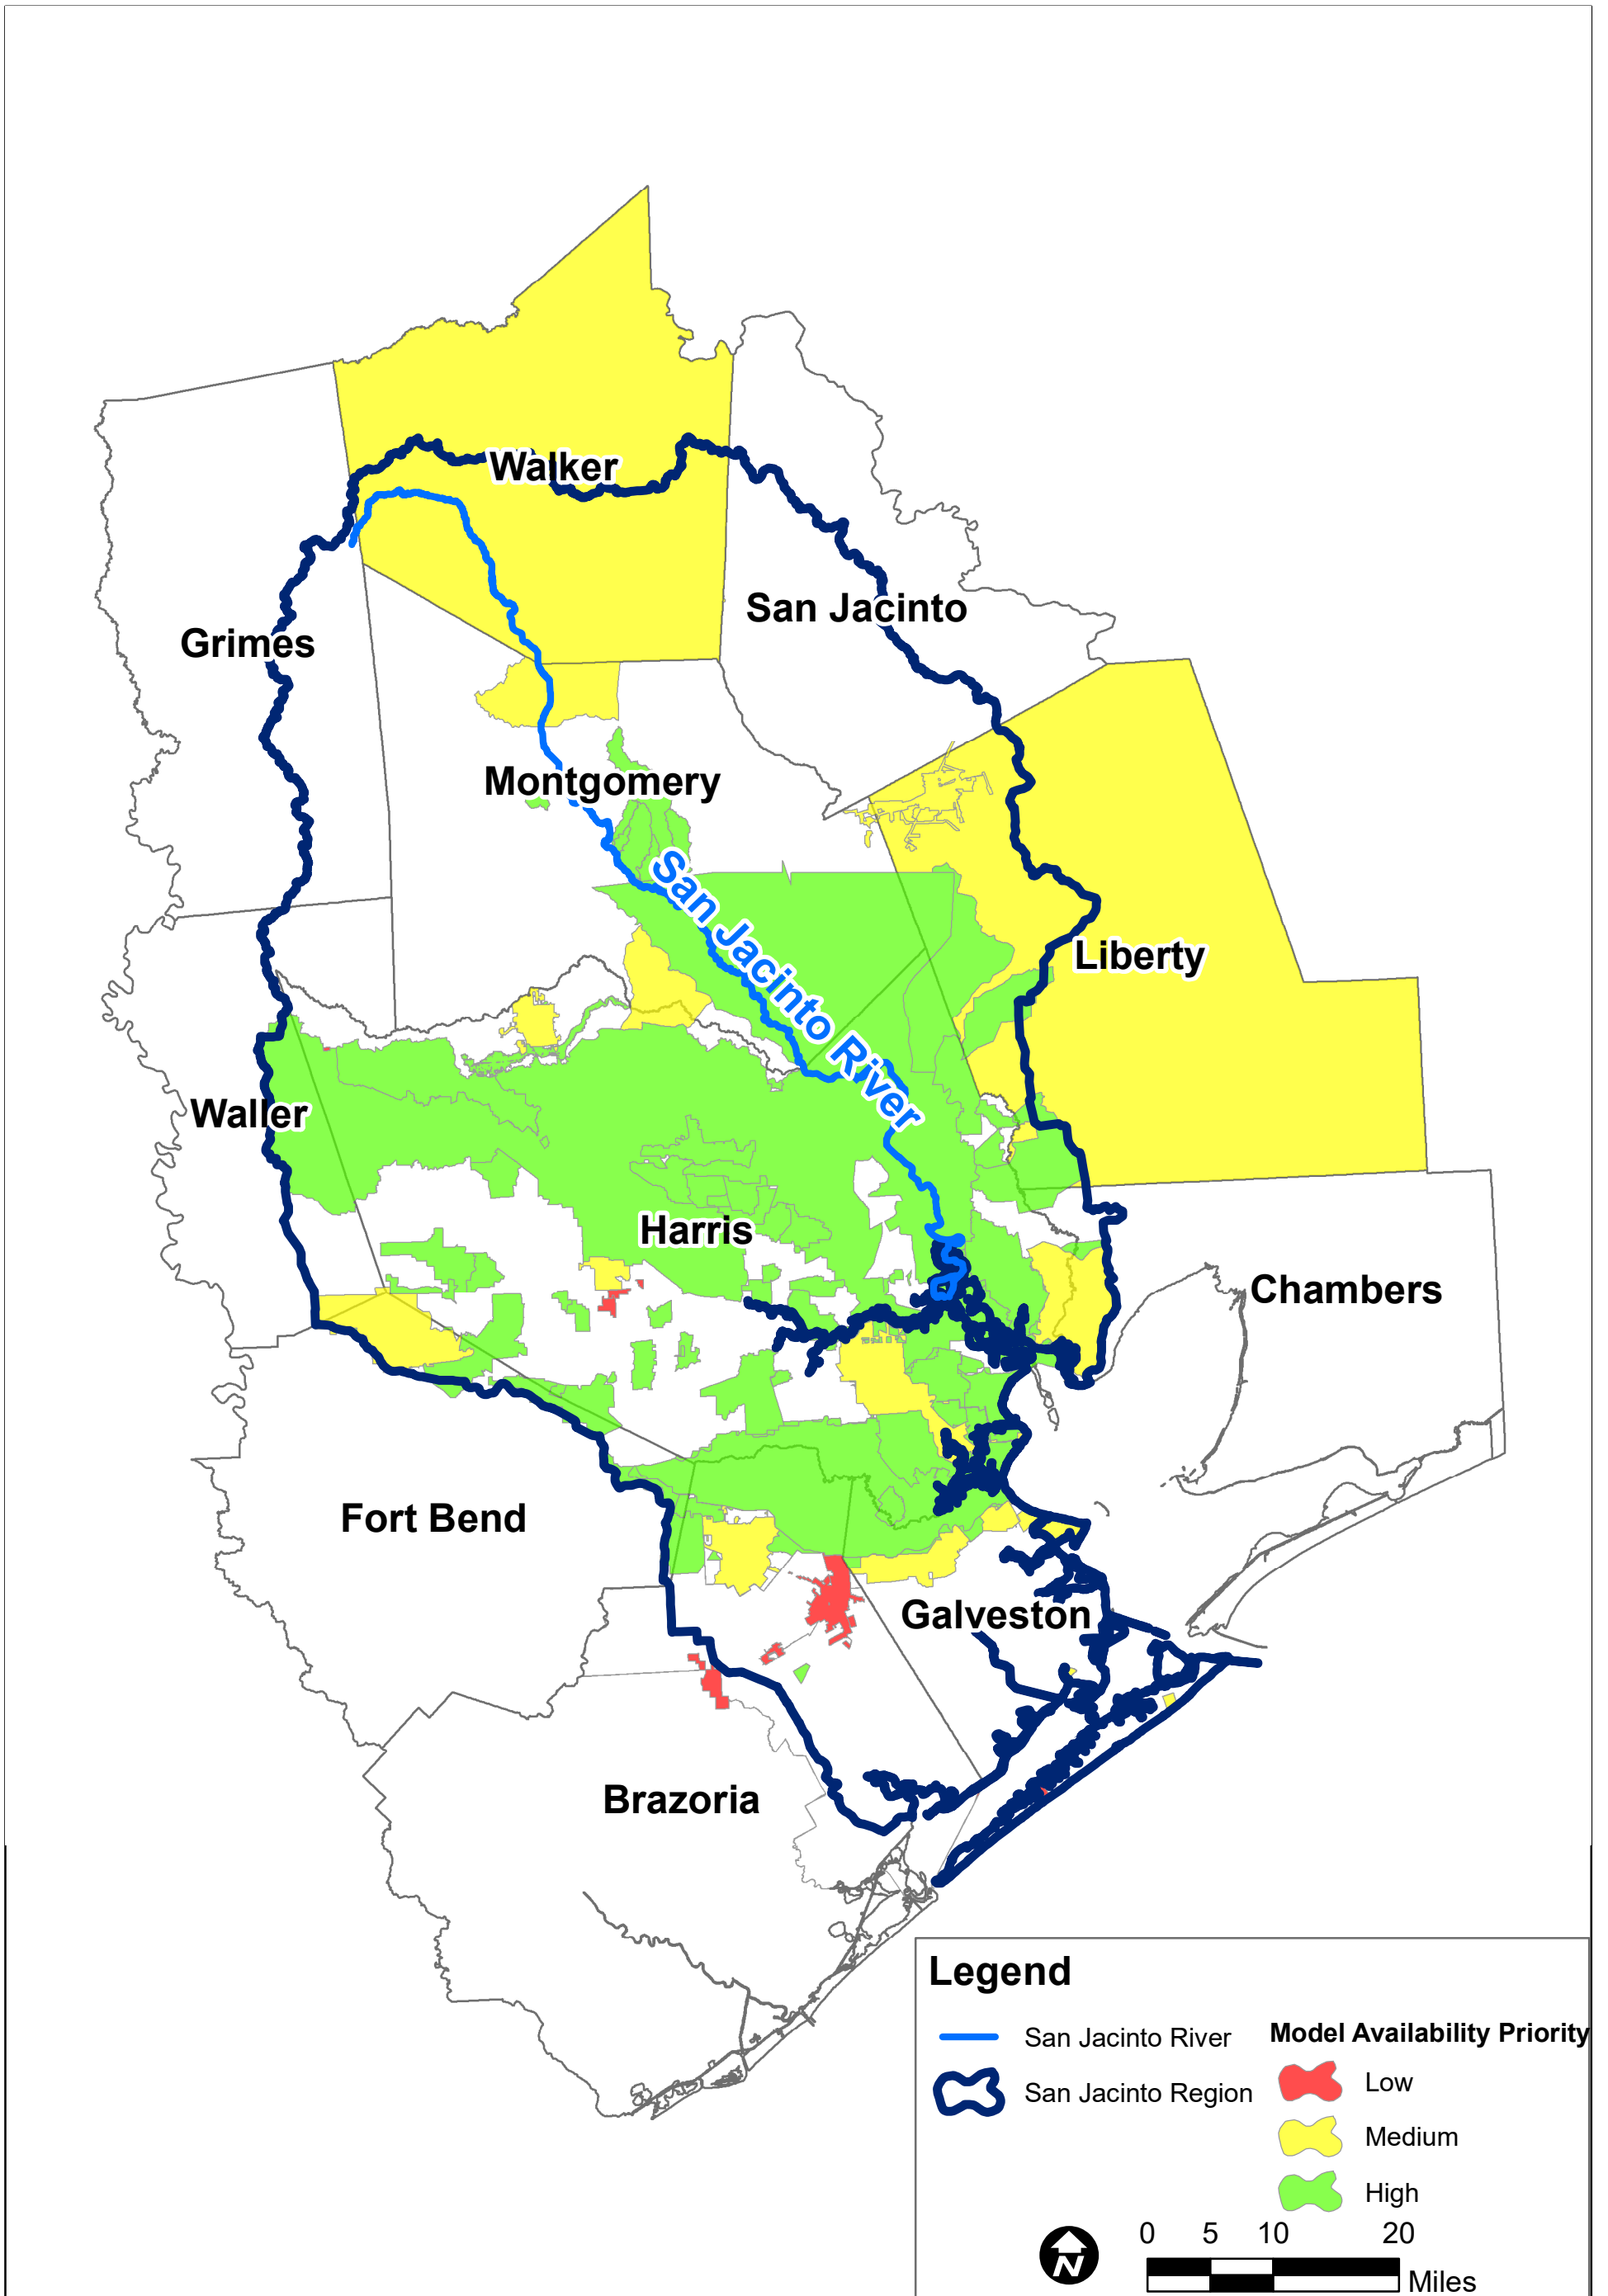 Walker
San Jacinto
Grimes
Montgomery
San Jacinto River
Liberty
Waller
Harris
Chambers
Fort Bend
Galveston
Brazoria
Legend
San Jacinto River
San Jacinto Region
Model Availability Priority
Low
Medium
High
N
0 5 10 20
Miles